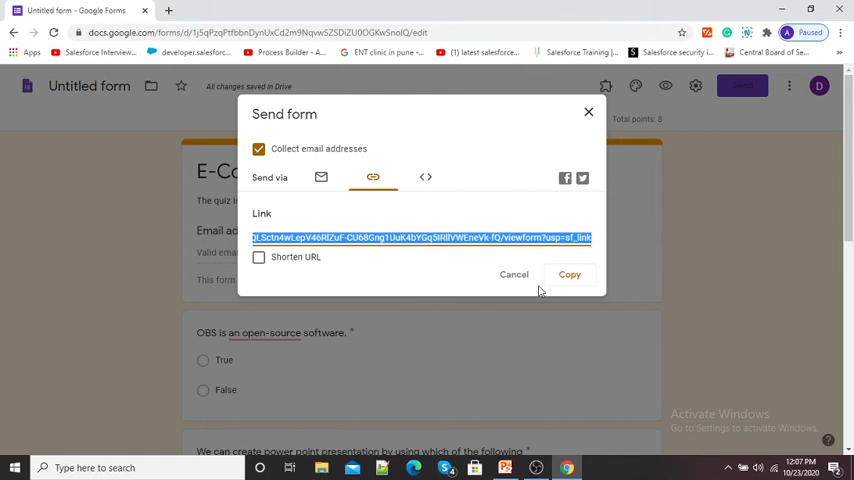 Untitled form - Google Forms
docs.google.com/forms/d/1j5qPzqPtfbbnDynUxCd2m9NqvwSZSDiZU0OGKwSnoIQ/edit
A Paused
Apps
Salesforce Interview...
developer.salesforc...
Process Builder - A...
ENT clinic in pune -...
(1) latest salesforce...
Salesforce Training |...
Salesforce security i...
Central Board of Se...
Untitled form
All changes saved in Drive
Send
D
Total points: 8
Send form
Collect email addresses
Send via
Link
QLSctn4wLepV46RlZuF-CU68Gng1UuK4bYGq5iRllVWEneVk-fQ/viewform?usp=sf_link
Shorten URL
Cancel
Copy
E-Co
The quiz is
Email ad
Valid emai
This form
OBS is an open-source software. *
True
False
We can create power point presentation by using which of the following *
Activate Windows
Go to Settings to activate Windows.
Type here to search
12:07 PM
10/23/2020